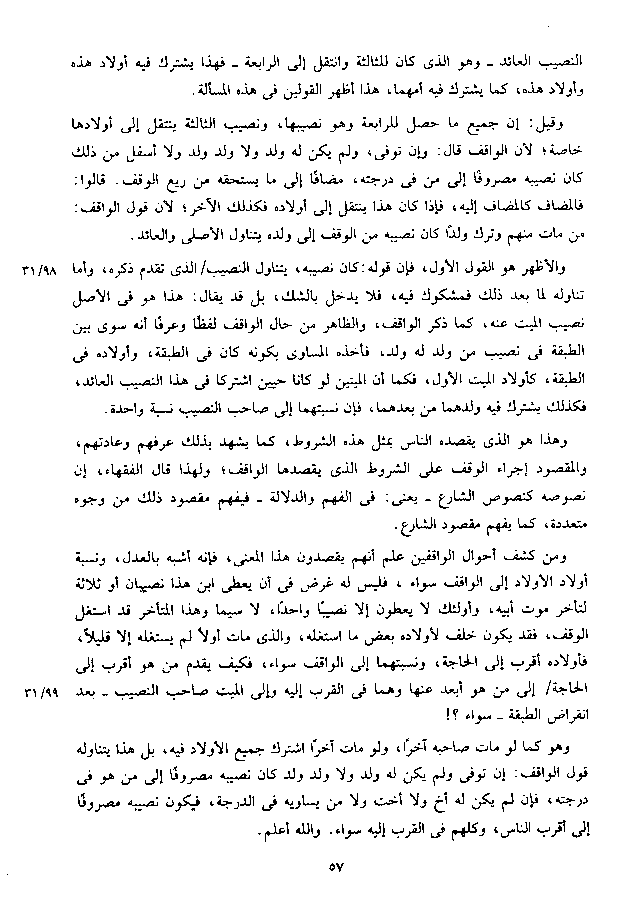 النصيب العائد ـ وهو الذى كان للثالثة وانتقل إلى الرابعة ـ فهذا يشترك فيه أولاد هذه
وأولاد هذه، كما يشترك فيه أمهما، هذا أظهر القولين فى هذه المسألة.
وقيل: إن جميع ما حصل للرابعة وهو نصيبها، ونصيب الثالثة ينتقل إلى أولادها
خاصة؛ لأن الواقف قال: وإن توفى، ولم يكن له ولد ولا ولد ولد ولا أسفل من ذلك
كان نصيبه مصروفًا إلى من فى درجته، مضافًا إلى ما يستحقه من ريع الوقف. قالوا:
فالمضاف كالمضاف إليه، فإذا كان هذا ينتقل إلى أولاده فكذلك الآخر؛ لأن قول الواقف:
من مات منهم وترك ولدًا كان نصيبه من الوقف إلى ولده يتناول الأصلى والعائد.
والأظهر هو القول الأول، فإن قوله: كان نصيبه، يتناول النصيب/ الذى تقدم ذكره، وأما ٣١/٩٨
تناوله لما بعد ذلك فمشكوك فيه، فلا يدخل بالشك، بل قد يقال: هذا هو فى الأصل
نصيب الميت عنه، كما ذكر الواقف، والظاهر من حال الواقف لفظًا وعرفًا أنه سوى بين
الطبقة فى نصيب من ولد له ولد، فأخذه المساوى بكونه كان فى الطبقة، وأولاده فى
الطبقة، كأولاد الميت الأول، فكما أن الميتين لو كانا حيين اشتركا فى هذا النصيب العائد،
فكذلك يشترك فيه ولدهما من بعدهما، فإن نسبتهما إلى صاحب النصيب نسبة واحدة.
وهذا هو الذى يقصده الناس بمثل هذه الشروط، كما يشهد بذلك عرفهم وعادتهم،
والمقصود إجراء الوقف على الشروط الذى يقصدها الواقف؛ ولهذا قال الفقهاء، إن
نصوصه كنصوص الشارع ـ يعنى: فى الفهم والدلالة ـ فيفهم مقصود ذلك من وجوه
متعددة، كما يفهم مقصود الشارع.
ومن كشف أحوال الواقفين علم أنهم يقصدون هذا المعنى، فإنه أشبه بالعدل، ونسبة
أولاد الأولاد إلى الواقف سواء ، فليس له غرض فى أن يعطى ابن هذا نصيبان أو ثلاثة
لتأخر موت أبيه، وأولئك لا يعطون إلا نصيبًا واحدًا، لا سيما وهذا المتأخر قد استغل
الوقف، فقد يكون خلف لأولاده بعض ما استغله، والذى مات أولاً لم يستغله إلا قليلاً،
فأولاده أقرب إلى الحاجة، ونسبتهما إلى الواقف سواء، فكيف يقدم من هو أقرب إلى
الحاجة/ إلى من هو أبعد عنها وهما فى القرب إليه وإلى الميت صاحب النصيب ـ بعد ٣١/٩٩
انقراض الطبقة ـ سواء ؟!
وهو كما لو مات صاحبه آخرًا، ولو مات آخرًا اشترك جميع الأولاد فيه، بل هذا يتناوله
قول الواقف: إن توفى ولم يكن له ولد ولا ولد ولد كان نصيبه مصروفًا إلى من هو فى
درجته، فإن لم يكن له أخ ولا أخت ولا من يساويه فى الدرجة، فيكون نصيبه مصروفًا
إلى أقرب الناس، وكلهم فى القرب إليه سواء. والله أعلم.
٥٧